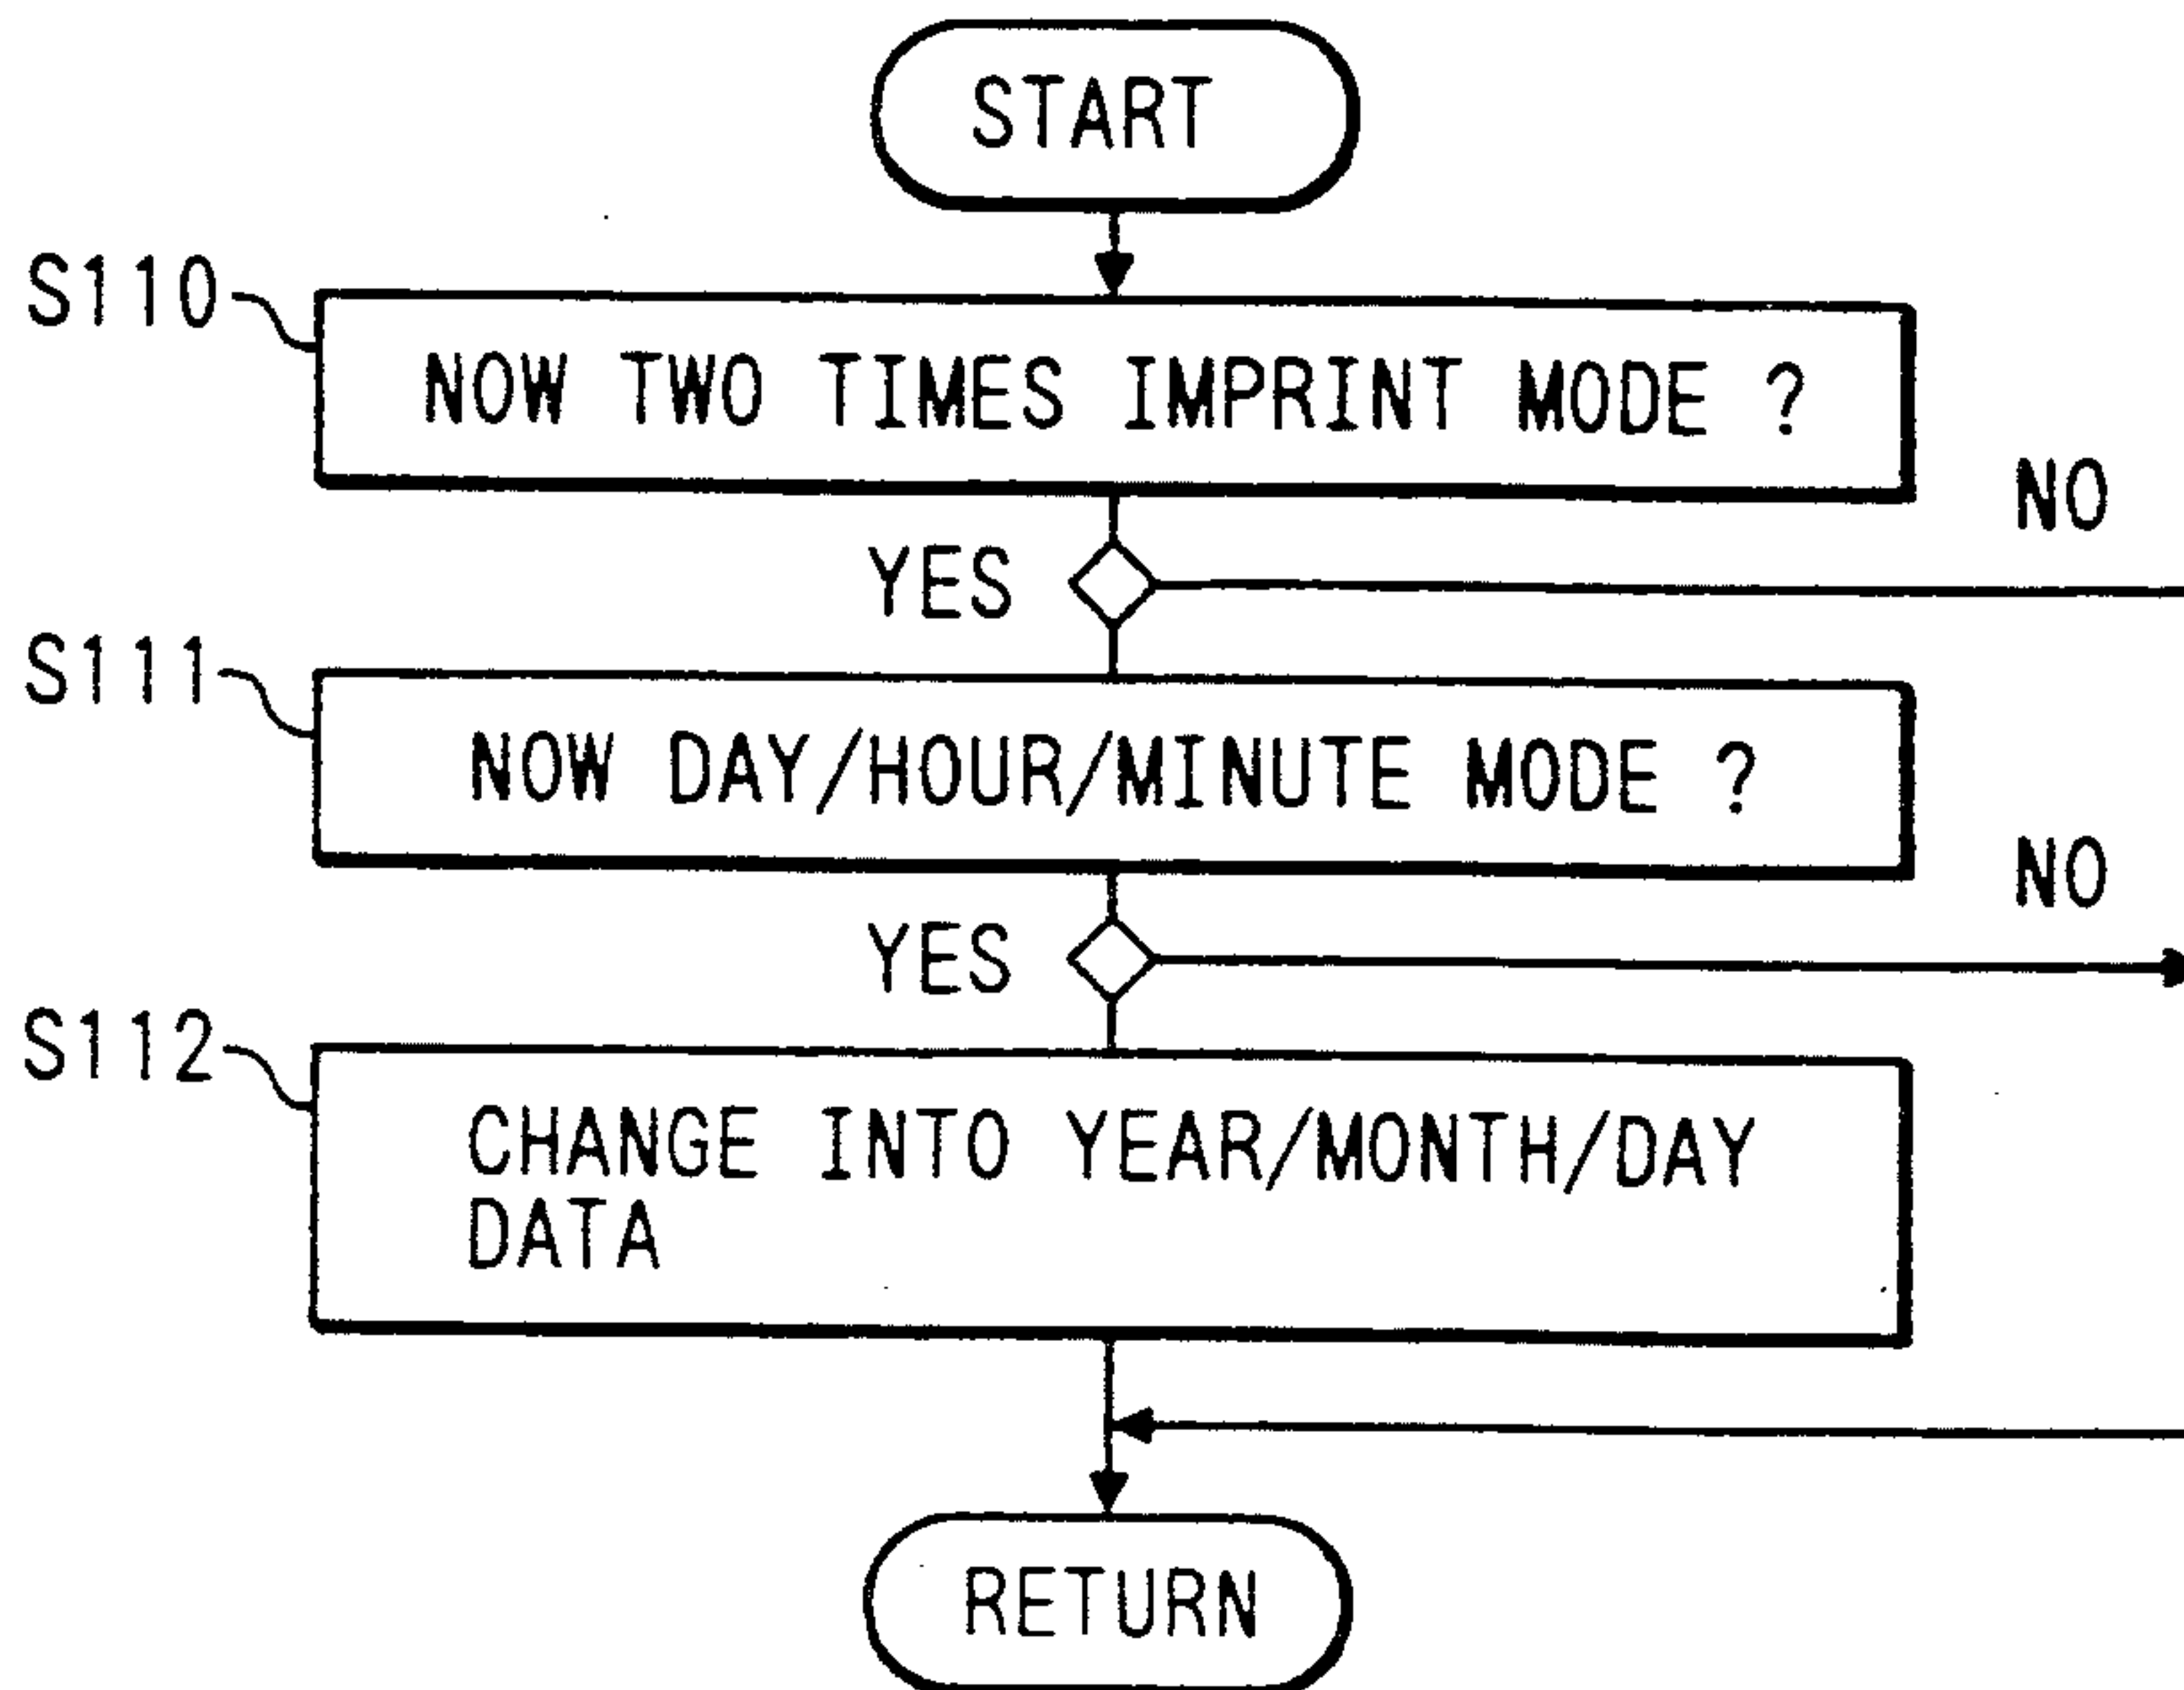 START
S110
NOW TWO TIMES IMPRINT MODE ?
NO
YES
S111
NOW DAY/HOUR/MINUTE MODE ?
NO
YES
S112
CHANGE INTO YEAR/MONTH/DAY
DATA
RETURN